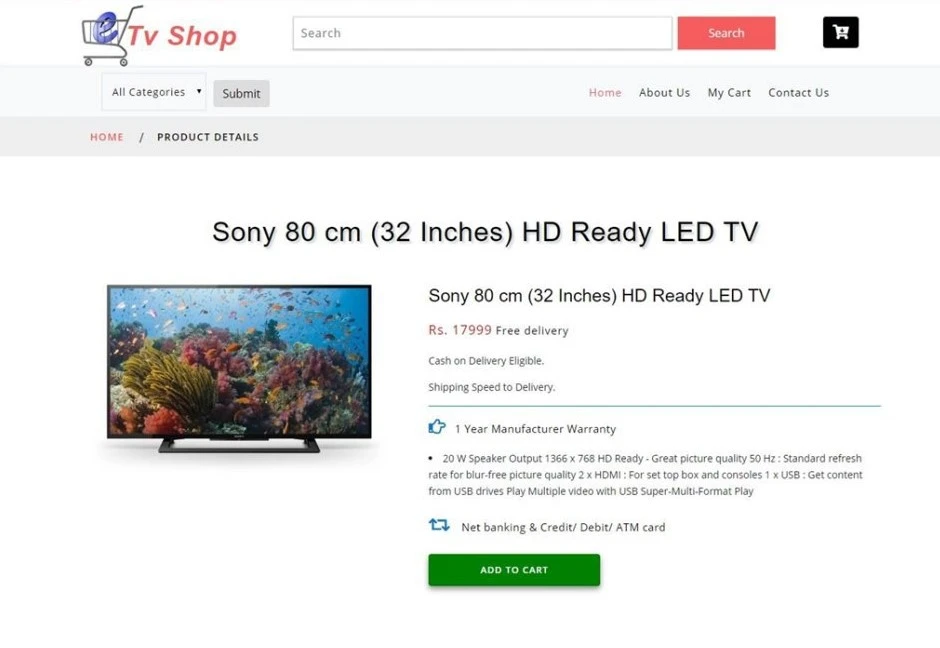 e Tv Shop
Search
Search
All Categories
Submit
Home
About Us
My Cart
Contact Us
HOME / PRODUCT DETAILS
Sony 80 cm (32 Inches) HD Ready LED TV
Sony 80 cm (32 Inches) HD Ready LED TV
Rs. 17999 Free delivery
Cash on Delivery Eligible.
Shipping Speed to Delivery.
1 Year Manufacturer Warranty
• 20 W Speaker Output 1366 x 768 HD Ready - Great picture quality 50 Hz : Standard refresh
rate for blur-free picture quality 2 x HDMI : For set top box and consoles 1 x USB : Get content
from USB drives Play Multiple video with USB Super-Multi-Format Play
Net banking & Credit/ Debit/ ATM card
ADD TO CART